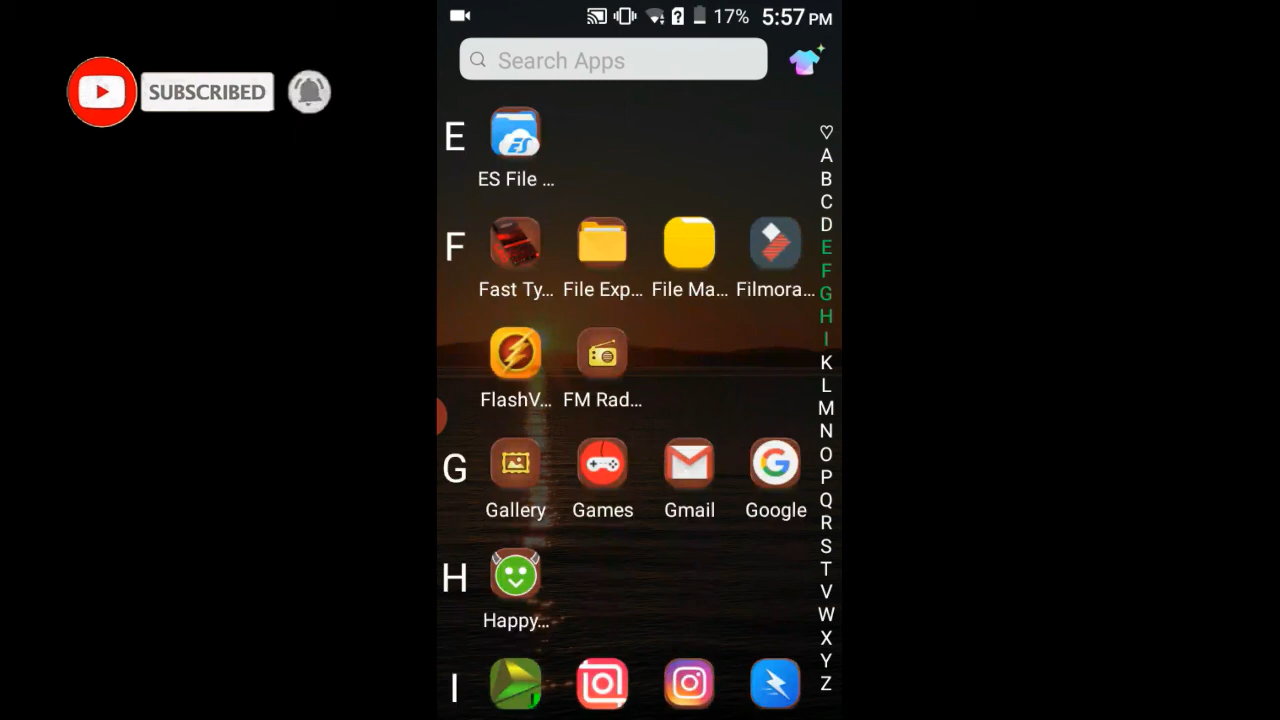 17% 5:57 PM
Search Apps
SUBSCRIBED
E
ES
ES File ...
F
Fast Ty... File Exp... File Ma... Filmora...
FlashV... FM Rad...
G
Gallery Games Gmail Google
H
Happy...
I
A
B
C
D
E
F
G
H
I
K
L
M
N
O
P
Q
R
S
T
V
W
X
Y
Z